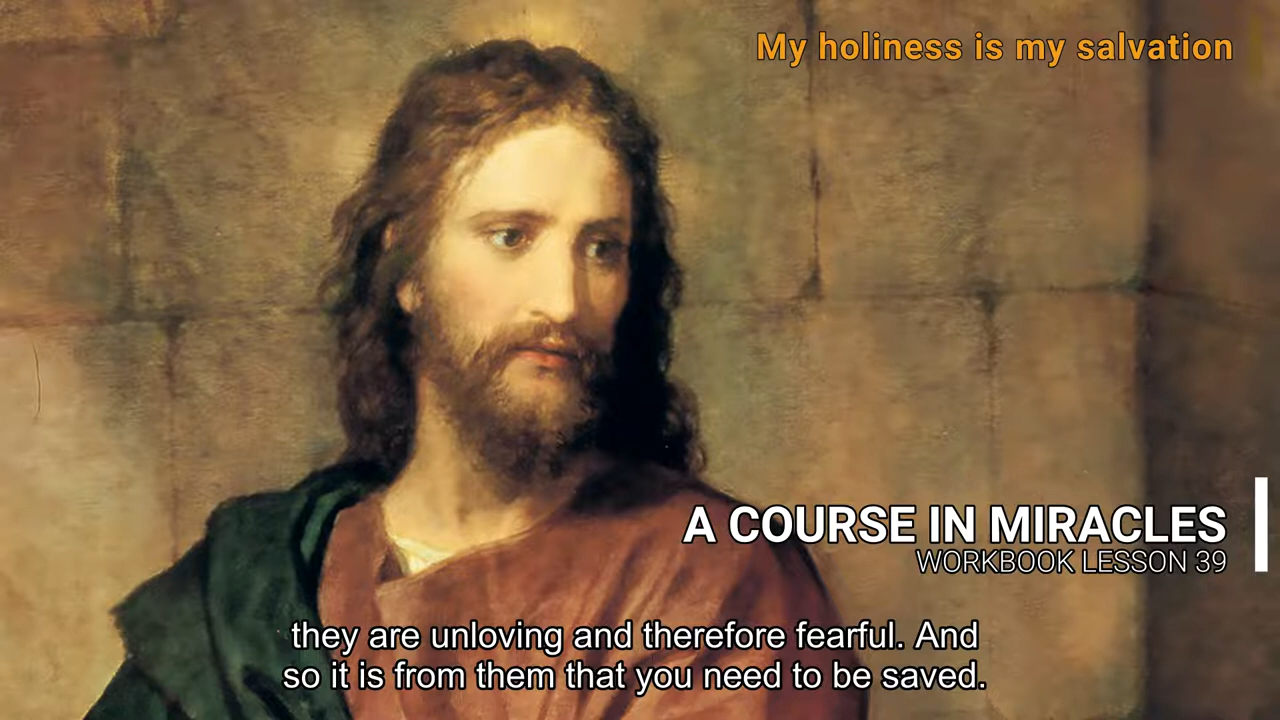 My holiness is my salvation
A COURSE IN MIRACLES
WORKBOOK LESSON 39
they are unloving and therefore fearful. And
so it is from them that you need to be saved.